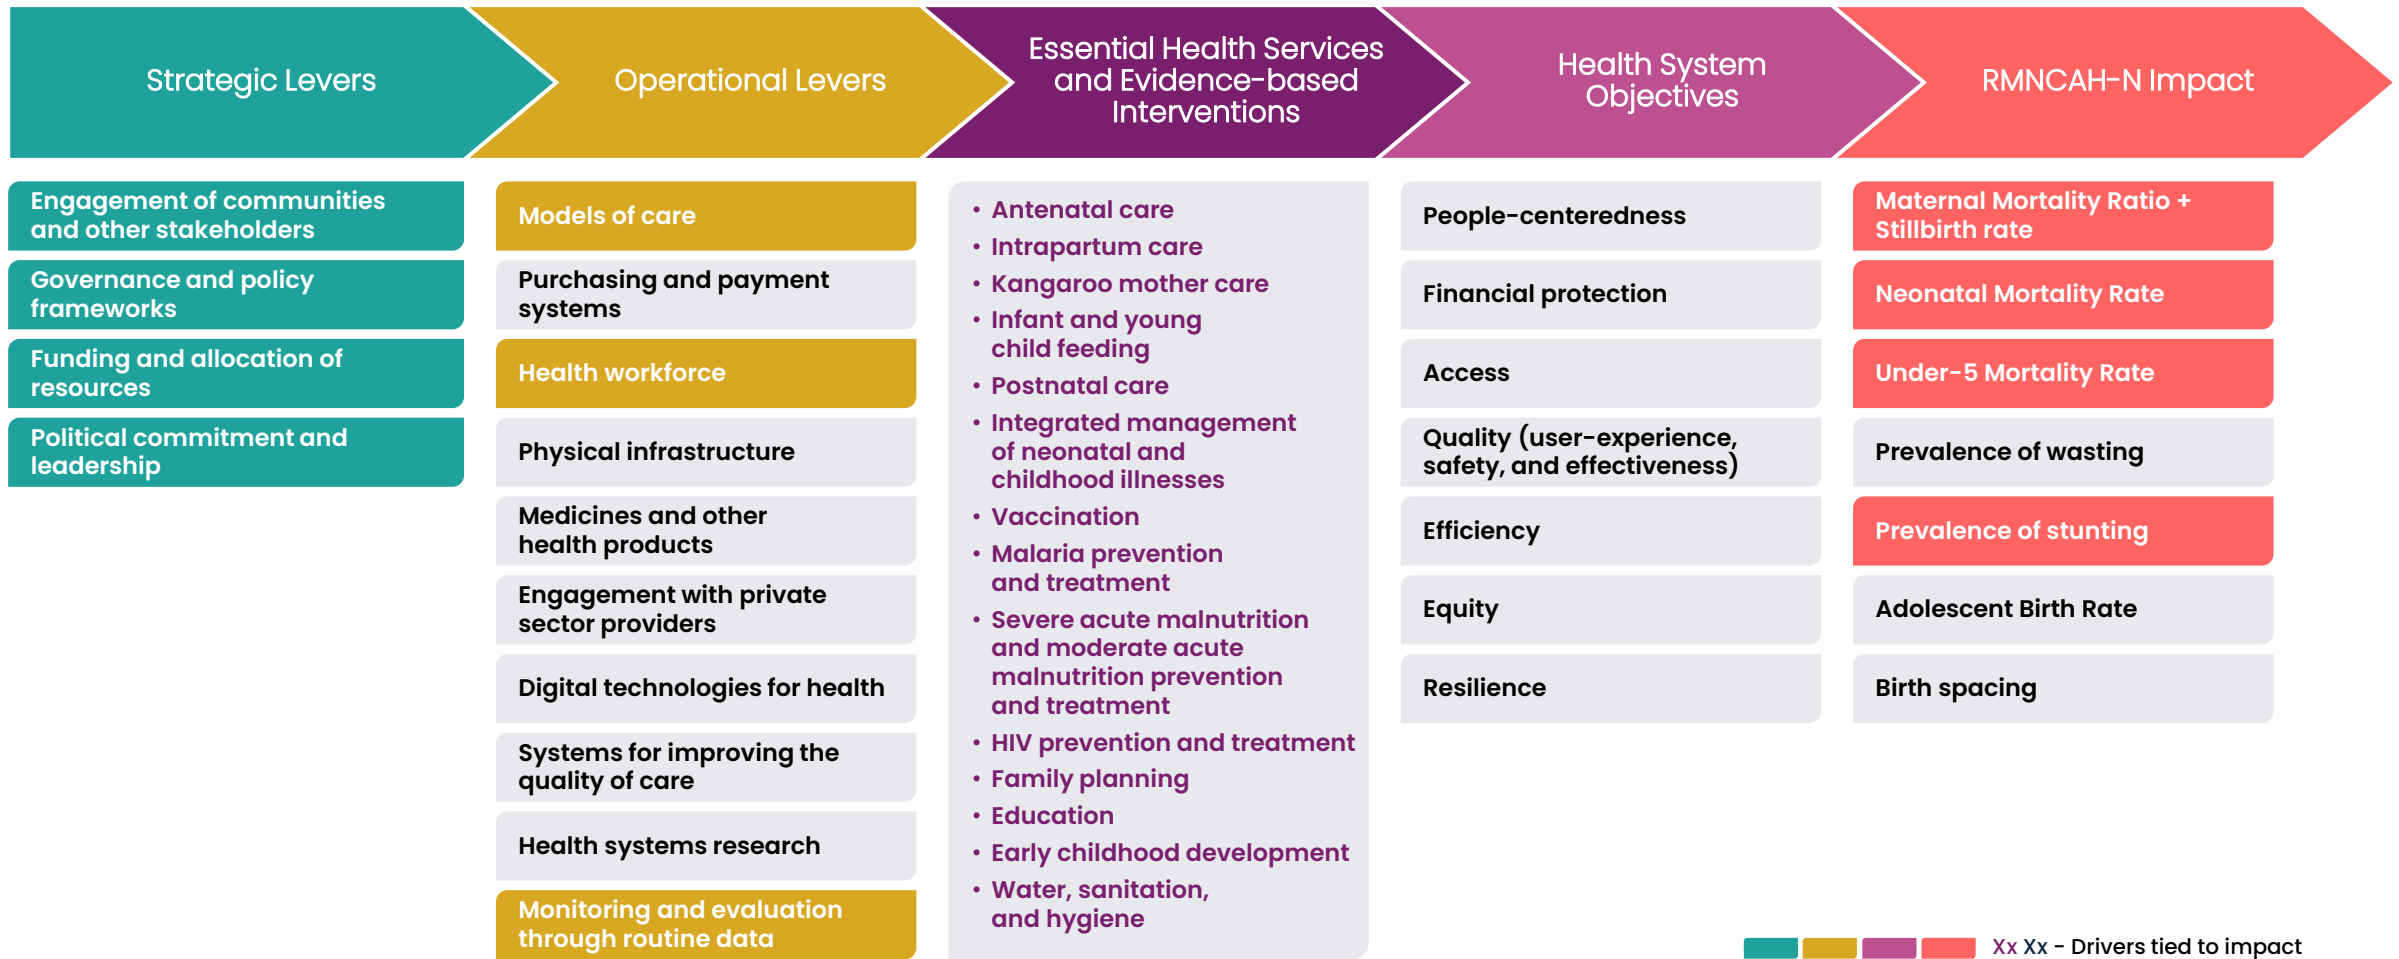 Strategic Levers
Operational Levers
Essential Health Services
and Evidence-based
Interventions
Health System
Objectives
RMNCAH-N Impact
Engagement of communities
and other stakeholders
Governance and policy
frameworks
Funding and allocation of
resources
Political commitment and
leadership
Models of care
Purchasing and payment
systems
Health workforce
Physical infrastructure
Medicines and other
health products
Engagement with private
sector providers
Digital technologies for health
Systems for improving the
quality of care
Health systems research
Monitoring and evaluation
through routine data
• Antenatal care
• Intrapartum care
• Kangaroo mother care
• Infant and young
child feeding
• Postnatal care
• Integrated management
of neonatal and
childhood illnesses
• Vaccination
• Malaria prevention
and treatment
• Severe acute malnutrition
and moderate acute
malnutrition prevention
and treatment
• HIV prevention and treatment
• Family planning
• Education
• Early childhood development
• Water, sanitation,
and hygiene
People-centeredness
Financial protection
Access
Quality (user-experience,
safety, and effectiveness)
Efficiency
Equity
Resilience
Maternal Mortality Ratio +
Stillbirth rate
Neonatal Mortality Rate
Under-5 Mortality Rate
Prevalence of wasting
Prevalence of stunting
Adolescent Birth Rate
Birth spacing
Xx Xx - Drivers tied to impact